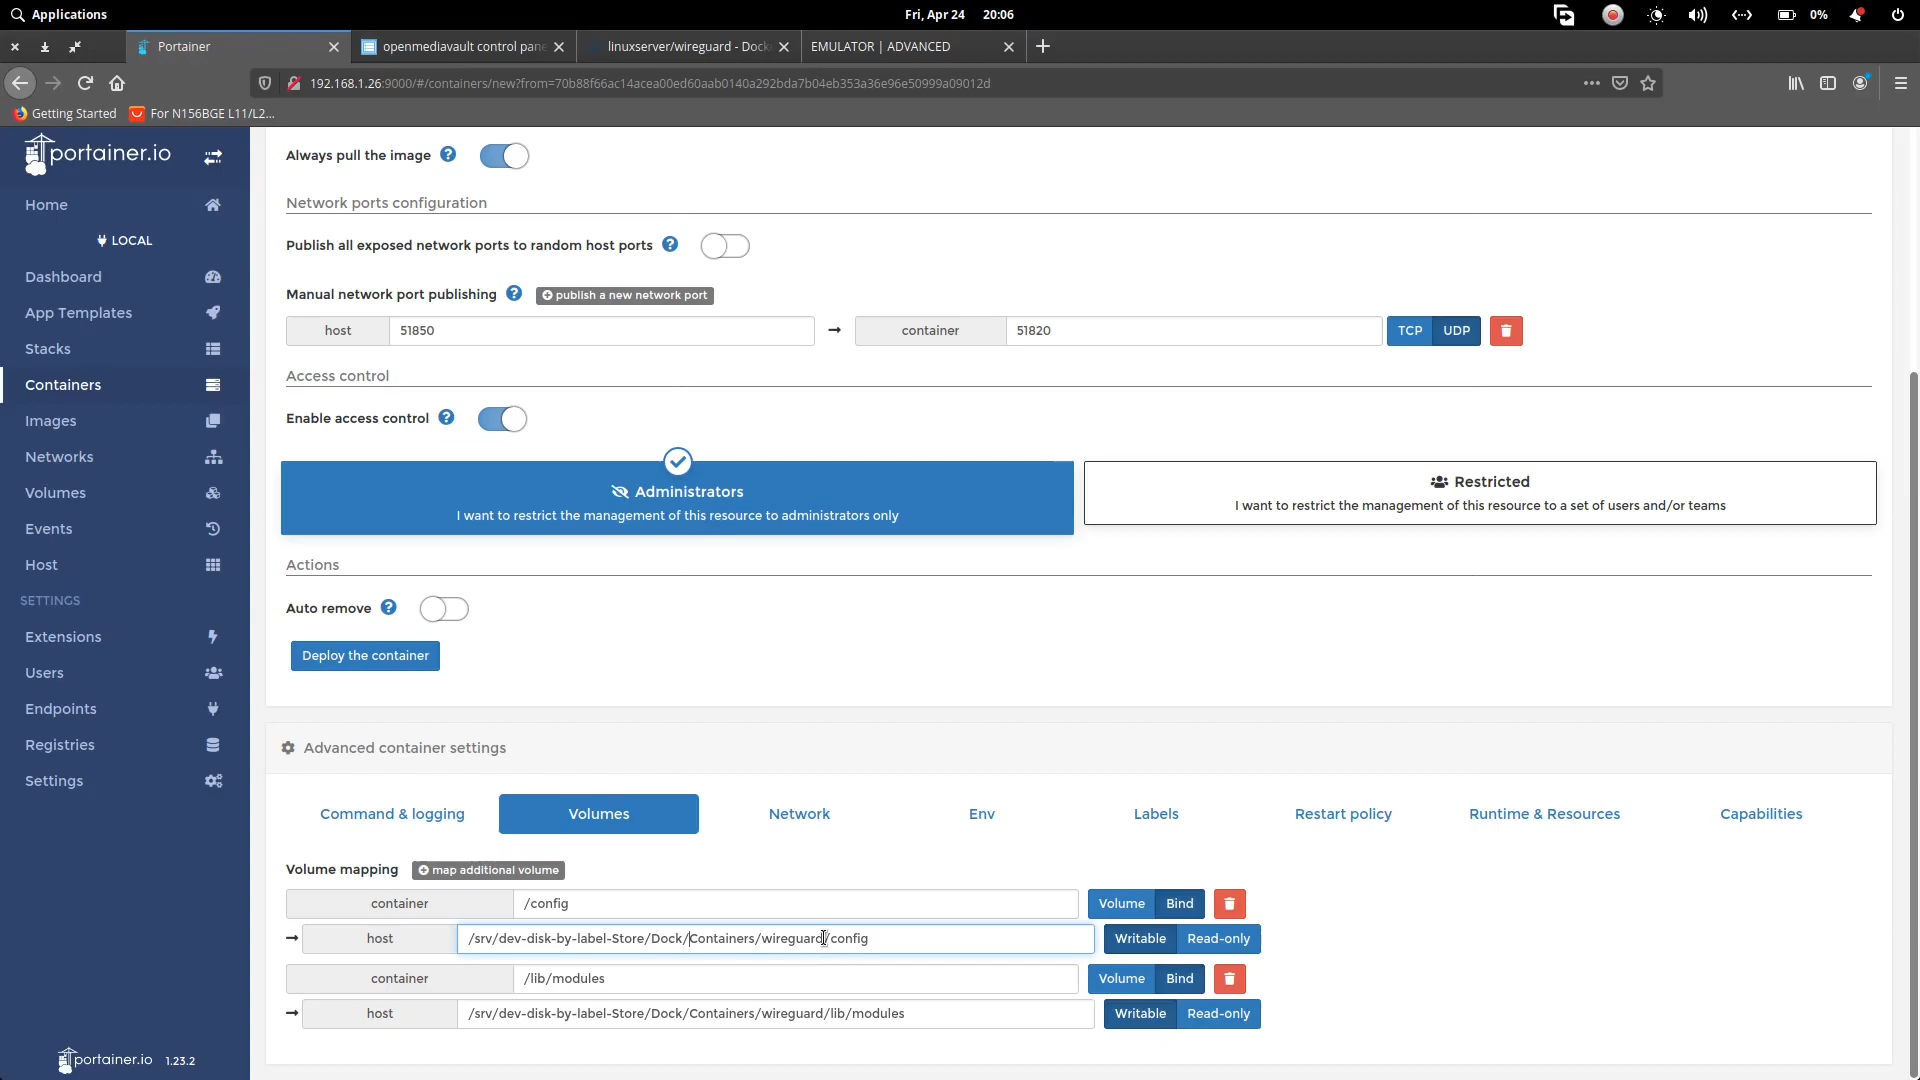 Applications
Fri, Apr 24 20:06
0%
Portainer
openmediavault control pane
linuxserver/wireguard - Dock
EMULATOR | ADVANCED
192.168.1.26:9000/#/containers/new?from=70b88f66ac14acea00ed60aab0140a292bda7b04eb353a36e96e50999a09012d
Getting Started
For N156BGE L11/L2...
portainer.io
Home
LOCAL
Dashboard
App Templates
Stacks
Containers
Images
Networks
Volumes
Events
Host
SETTINGS
Extensions
Users
Endpoints
Registries
Settings
portainer.io 1.23.2
Always pull the image
Network ports configuration
Publish all exposed network ports to random host ports
Manual network port publishing publish a new network port
host 51850 → container 51820 TCP UDP
Access control
Enable access control
Administrators
I want to restrict the management of this resource to administrators only
Restricted
I want to restrict the management of this resource to a set of users and/or teams
Actions
Auto remove
Deploy the container
Advanced container settings
Command & logging Volumes Network Env Labels Restart policy Runtime & Resources Capabilities
Volume mapping map additional volume
container /config Volume Bind
→ host /srv/dev-disk-by-label-Store/Dock/Containers/wireguard/config Writable Read-only
container /lib/modules Volume Bind
→ host /srv/dev-disk-by-label-Store/Dock/Containers/wireguard/lib/modules Writable Read-only